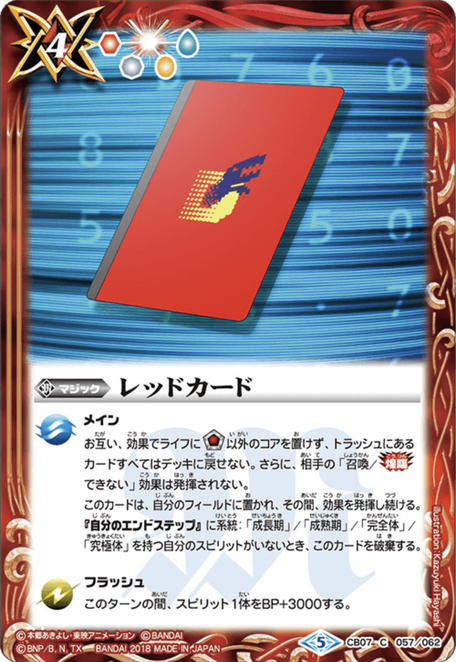 4
7 6
8 8
5 5 0
7
マジック レッドカード
メイン
お互い、効果でライフに以外のコアを置けず、トラッシュにある
カードすべてはデッキに戻せない。さらに、相手の「召喚/煌臨
できない」効果は発揮されない。
このカードは、自分のフィールドに置かれ、その間、効果を発揮し続ける。
『自分のエンドステップ』に系統:「成長期」/「成熟期」/「完全体」/
「究極体」を持つ自分のスピリットがいないとき、このカードを破棄する。
フラッシュ
このターンの間、スピリット1体をBP+3000する。
Illustration: Kazuyuki Hayashi
©本郷あきよし・東映アニメーション ©BANDAI
©BNP/B, N, TX BANDAI 2018 MADE IN JAPAN
5 CB07 C 057/062